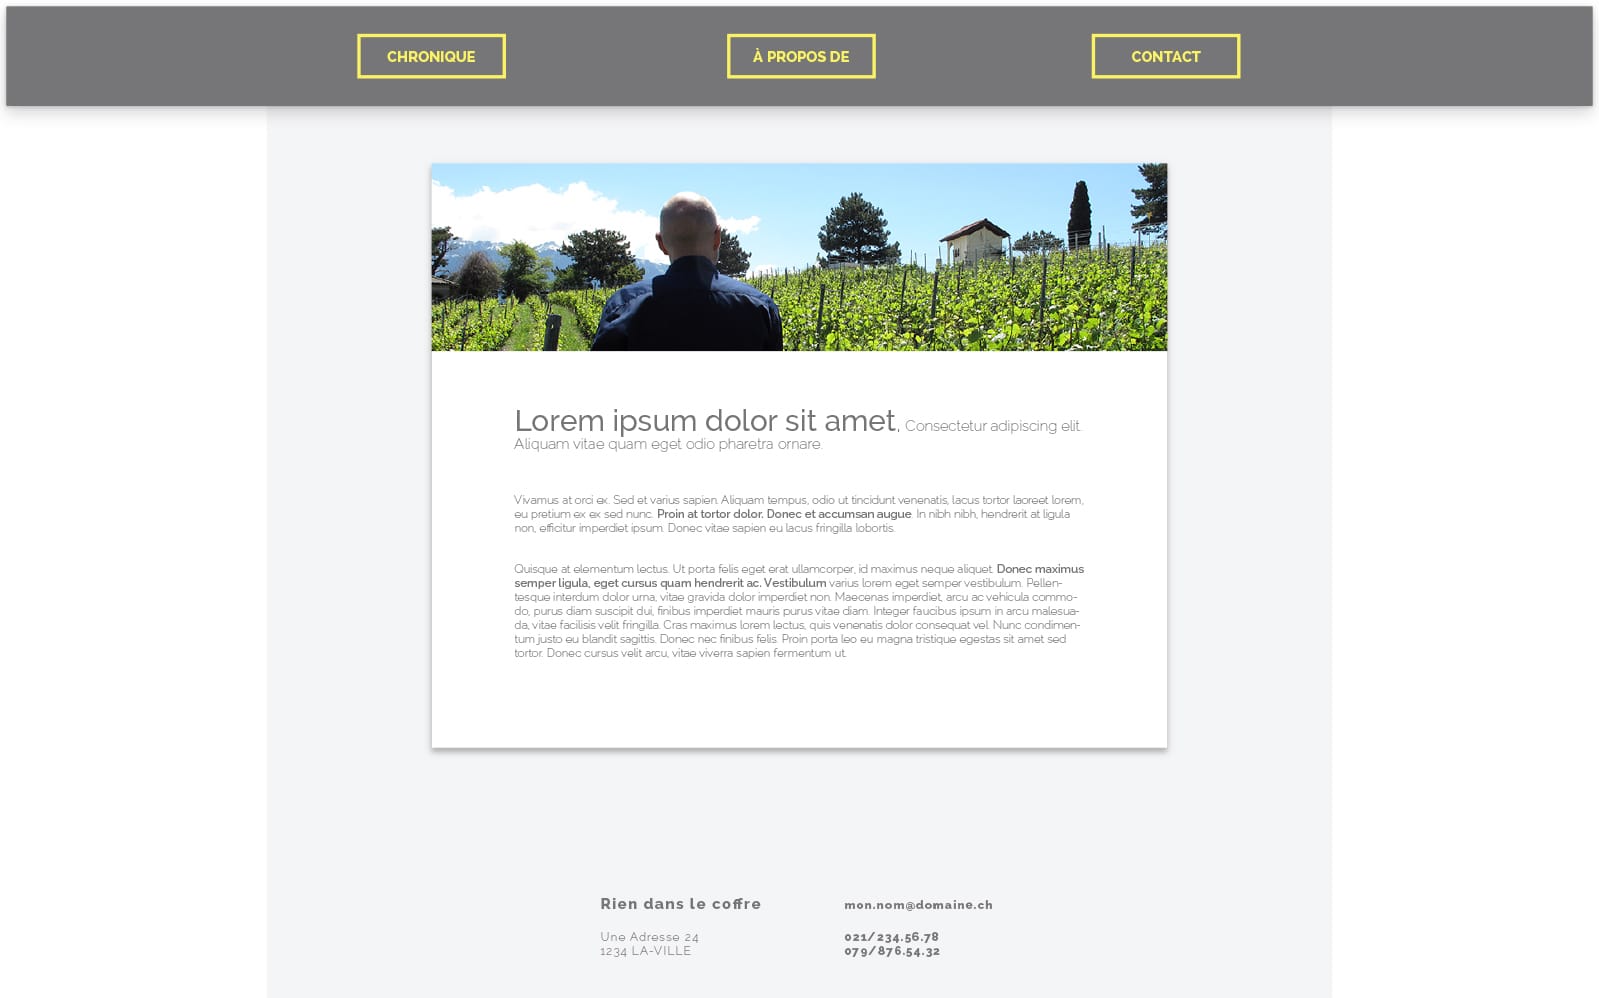 CHRONIQUE
À PROPOS DE
CONTACT
Lorem ipsum dolor sit amet, Consectetur adipiscing elit.
Aliquam vitae quam eget odio pharetra ornare.
Vivamus at orci ex. Sed et varius sapien. Aliquam tempus, odio ut tincidunt venenatis, lacus tortor laoreet lorem,
eu pretium ex ex sed nunc. Proin at tortor dolor. Donec et accumsan augue. In nibh nibh, hendrerit at ligula
non, efficitur imperdiet ipsum. Donec vitae sapien eu lacus fringilla lobortis.
Quisque at elementum lectus. Ut porta felis eget erat ullamcorper, id maximus neque aliquet. Donec maximus
semper ligula, eget cursus quam hendrerit ac. Vestibulum varius lorem eget semper vestibulum. Pellen-
tesque interdum dolor urna, vitae gravida dolor imperdiet non. Maecenas imperdiet, arcu ac vehicula commo-
do, purus diam suscipit dui, finibus imperdiet mauris purus vitae diam. Integer faucibus ipsum in arcu malesua-
da, vitae facilisis velit fringilla. Cras maximus lorem lectus, quis venenatis dolor consequat vel. Nunc condimen-
tum justo eu blandit sagittis. Donec nec finibus felis. Proin porta leo eu magna tristique egestas sit amet sed
tortor. Donec cursus velit arcu, vitae viverra sapien fermentum ut.
Rien dans le coffre
Une Adresse 24
1234 LA-VILLE
mon.nom@domaine.ch
021/234.56.78
079/876.54.32